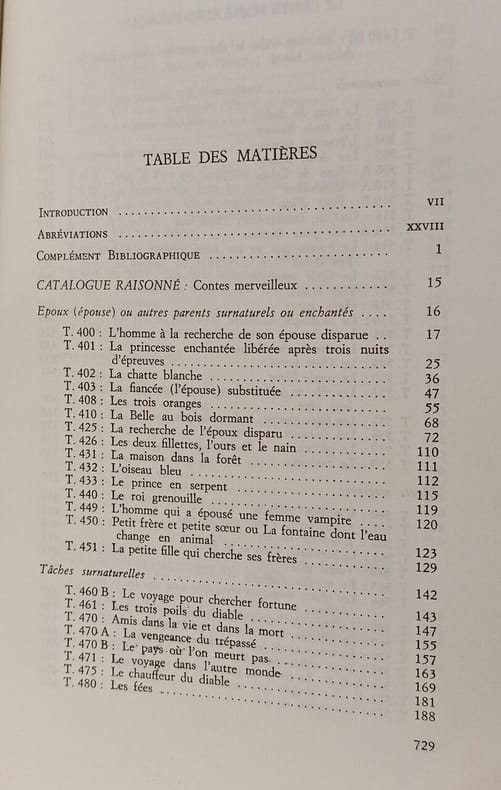 TABLE DES MATIÈRES
INTRODUCTION ........ VII
ABRÉVIATIONS ........ XXVIII
COMPLÉMENT BIBLIOGRAPHIQUE ........ 1
CATALOGUE RAISONNÉ : Contes merveilleux ........ 15
Epoux (épouse) ou autres parents surnaturels ou enchantés .... 16
T. 400 : L'homme à la recherche de son épouse disparue .. 17
T. 401 : La princesse enchantée libérée après trois nuits
d'épreuves ........ 25
T. 402 : La chatte blanche ........ 36
T. 403 : La fiancée (l'épouse) substituée ........ 47
T. 408 : Les trois oranges ........ 55
T. 410 : La Belle au bois dormant ........ 68
T. 425 : La recherche de l'époux disparu ........ 72
T. 426 : Les deux fillettes, l'ours et le nain ........ 110
T. 431 : La maison dans la forêt ........ 111
T. 432 : L'oiseau bleu ........ 112
T. 433 : Le prince en serpent ........ 115
T. 440 : Le roi grenouille ........ 119
T. 449 : L'homme qui a épousé une femme vampire .... 120
T. 450 : Petit frère et petite sœur ou La fontaine dont l'eau
change en animal ........ 123
T. 451 : La petite fille qui cherche ses frères ........ 129
Tâches surnaturelles ........ 142
T. 460 B : Le voyage pour chercher fortune ........ 143
T. 461 : Les trois poils du diable ........ 147
T. 470 : Amis dans la vie et dans la mort ........ 155
T. 470 A : La vengeance du trépassé ........ 157
T. 470 B : Le pays où l'on meurt pas ........ 163
T. 471 : Le voyage dans l'autre monde ........ 169
T. 475 : Le chauffeur du diable ........ 181
T. 480 : Les fées ........ 188
729